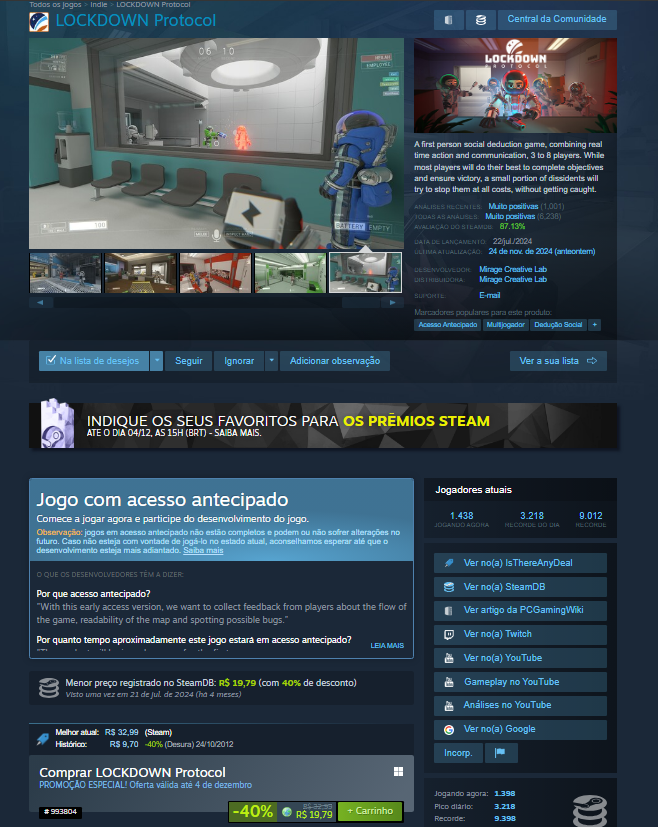 Todos os jogos > Indie > LOCKDOWN Protocol
LOCKDOWN Protocol
Central da Comunidade
06 10
EMPLOYEE
100
BATTERY EMPTY
LOCKDOWN
PROTOCOL
A first person social deduction game, combining real
time action and communication, 3 to 8 players. While
most players will do their best to complete objectives
and ensure victory, a small portion of dissidents will
try to stop them at all costs, without getting caught.
ANÁLISES RECENTES: Muito positivas (1,001)
TODAS AS ANÁLISES: Muito positivas (6,238)
AVALIAÇÃO DO STEAMDB: 87.13%
DATA DE LANÇAMENTO: 22/jul./2024
ÚLTIMA ATUALIZAÇÃO: 24 de nov. de 2024 (anteontem)
DESENVOLVEDOR: Mirage Creative Lab
DISTRIBUIDORA: Mirage Creative Lab
SUPORTE: E-mail
Marcadores populares para este produto:
Acesso Antecipado Multijogador Dedução Social +
Na lista de desejos Seguir Ignorar Adicionar observação Ver a sua lista
INDIQUE OS SEUS FAVORITOS PARA OS PRÊMIOS STEAM
ATÉ O DIA 04/12, ÀS 15H (BRT) - SAIBA MAIS.
Jogo com acesso antecipado
Comece a jogar agora e participe do desenvolvimento do jogo.
Observação: jogos em acesso antecipado não estão completos e podem ou não sofrer alterações no
futuro. Caso não esteja com vontade de jogá-lo no estado atual, aconselhamos esperar até que o
desenvolvimento esteja mais adiantado. Saiba mais
O QUE OS DESENVOLVEDORES TÊM A DIZER:
Por que acesso antecipado?
"With this early access version, we want to collect feedback from players about the flow of
the game, readability of the map and spotting possible bugs."
Por quanto tempo aproximadamente este jogo estará em acesso antecipado?
LEIA MAIS
Menor preço registrado no SteamDB: R$ 19,79 (com 40% de desconto)
Visto uma vez em 21 de jul. de 2024 (há 4 meses)
Melhor atual: R$ 32,99 (Steam)
Histórico: R$ 9,70 -40% (Desura) 24/10/2012
Comprar LOCKDOWN Protocol
PROMOÇÃO ESPECIAL! Oferta válida até 4 de dezembro
# 993804
-40% R$ 32,99 R$ 19,79 + Carrinho
Jogadores atuais
1.438 3.218 9.012
JOGANDO AGORA RECORDE DO DIA RECORDE
Ver no(a) IsThereAnyDeal
Ver no(a) SteamDB
Ver artigo da PCGamingWiki
Ver no(a) Twitch
Ver no(a) YouTube
Gameplay no YouTube
Análises no YouTube
Ver no(a) Google
Incorp.
Jogando agora: 1.398
Pico diário: 3.218
Recorde: 9.398